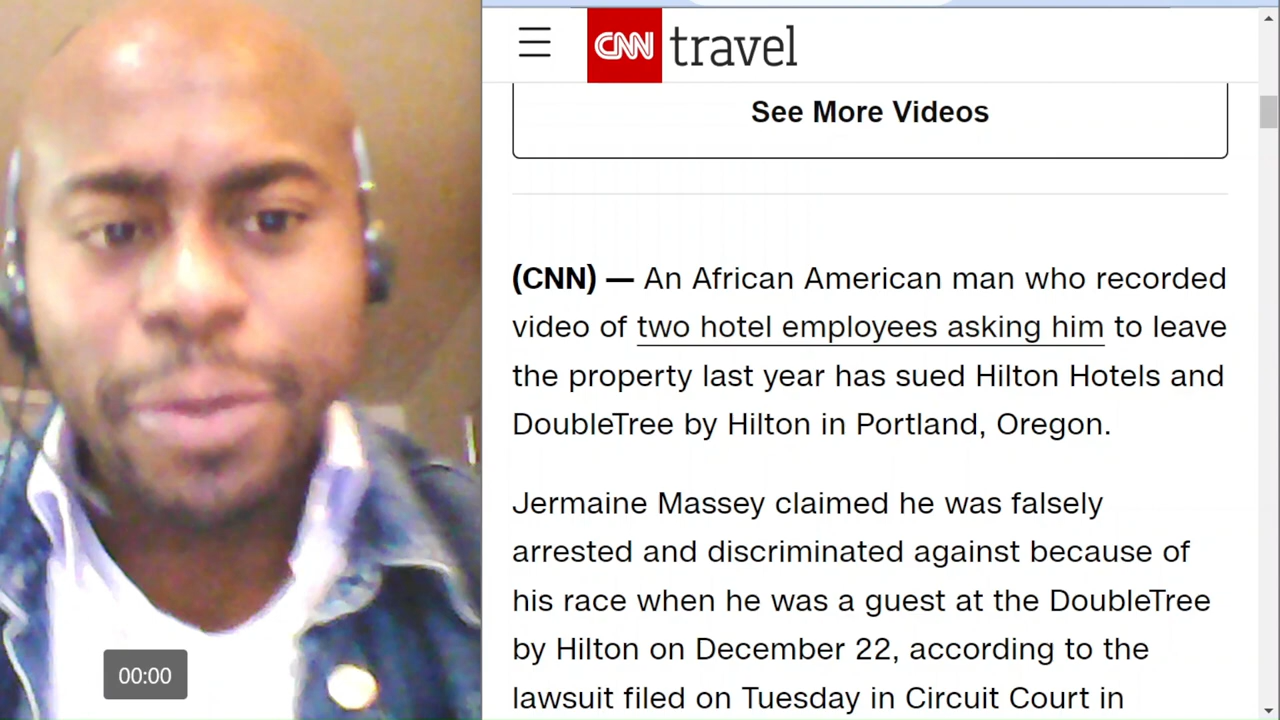 CNN travel
See More Videos
(CNN) — An African American man who recorded
video of two hotel employees asking him to leave
the property last year has sued Hilton Hotels and
DoubleTree by Hilton in Portland, Oregon.
Jermaine Massey claimed he was falsely
arrested and discriminated against because of
his race when he was a guest at the DoubleTree
by Hilton on December 22, according to the
lawsuit filed on Tuesday in Circuit Court in
00:00